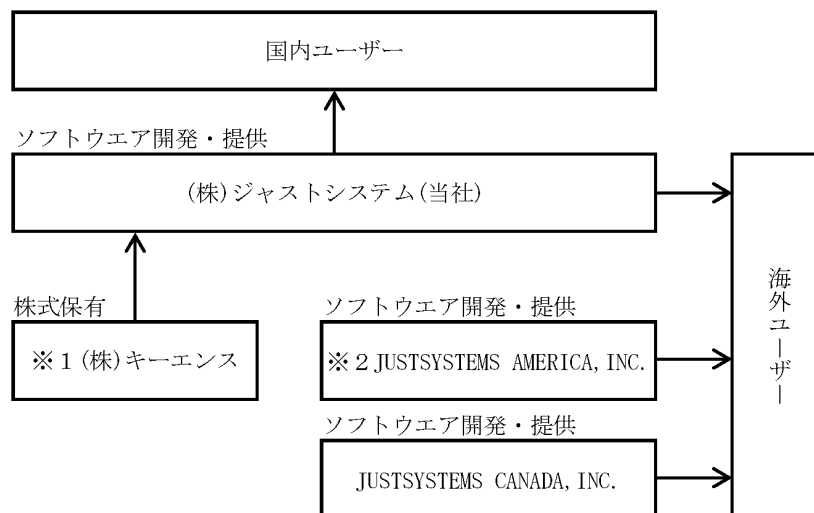 国内ユーザー
ソフトウエア開発・提供
(株)ジャストシステム(当社)
株式保有
※1(株)キーエンス
ソフトウエア開発・提供
※2JUSTSYSTEMS AMERICA,INC.
ソフトウエア開発・提供
JUSTSYSTEMS CANADA,INC.
海外ユーザー